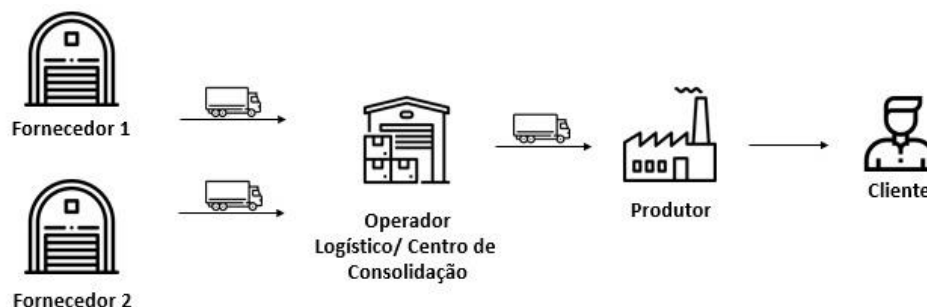 Fornecedor 1
Fornecedor 2
Operador
Logístico/ Centro de
Consolidação
Produtor
Cliente